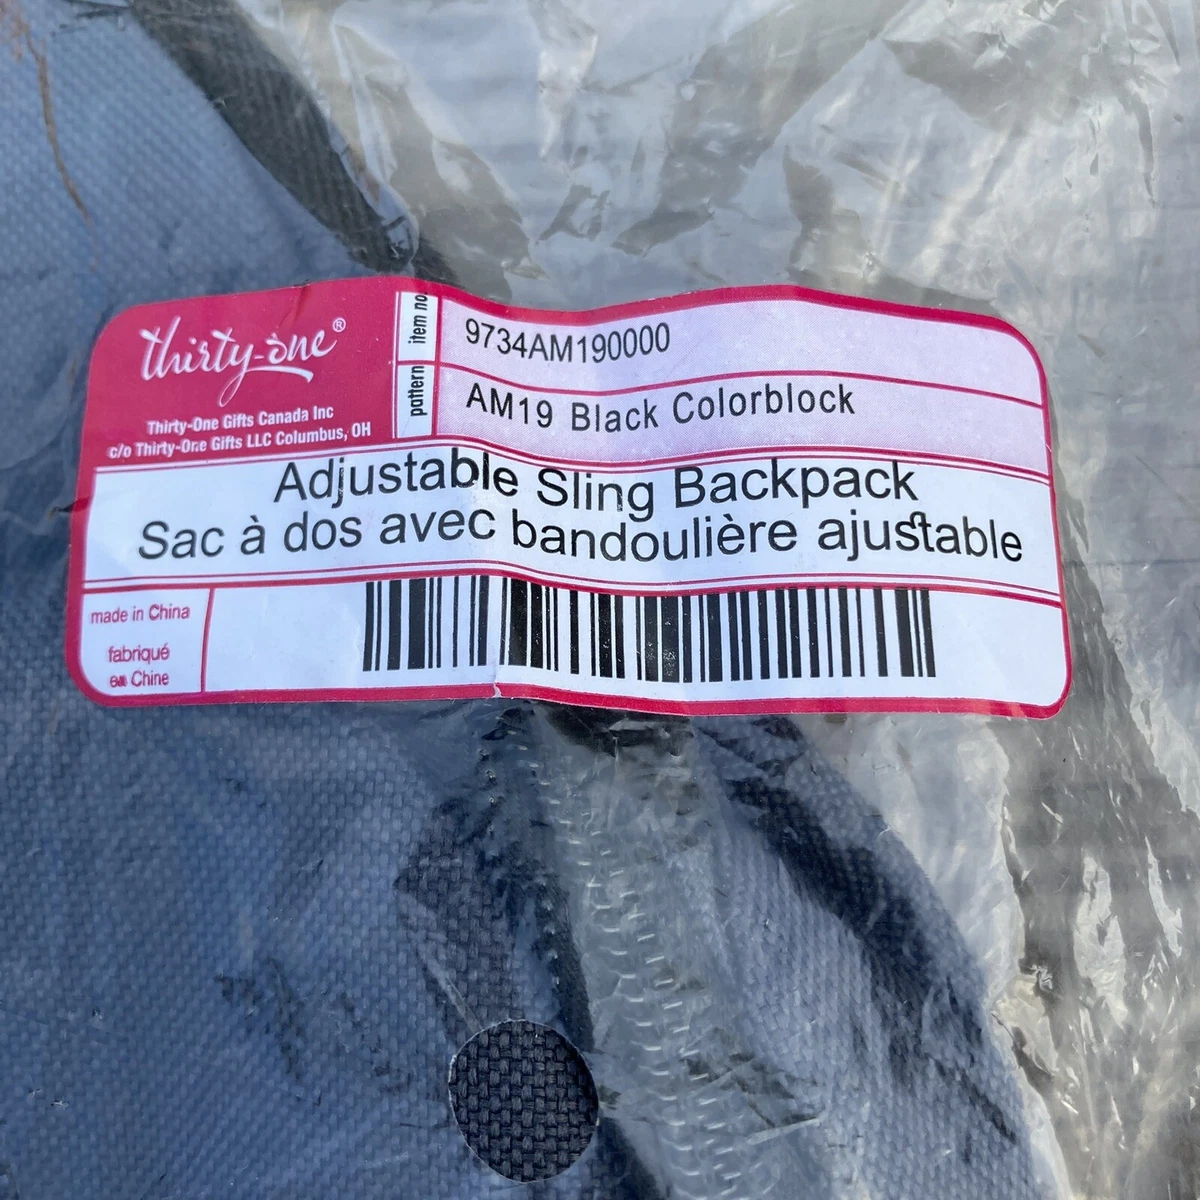 thirty-one®
Thirty-One Gifts Canada Inc
c/o Thirty-One Gifts LLC Columbus, OH
item no
9734AM190000
pattern
AM19 Black Colorblock
Adjustable Sling Backpack
Sac à dos avec bandoulière ajustable
made in China
fabriqué
en Chine